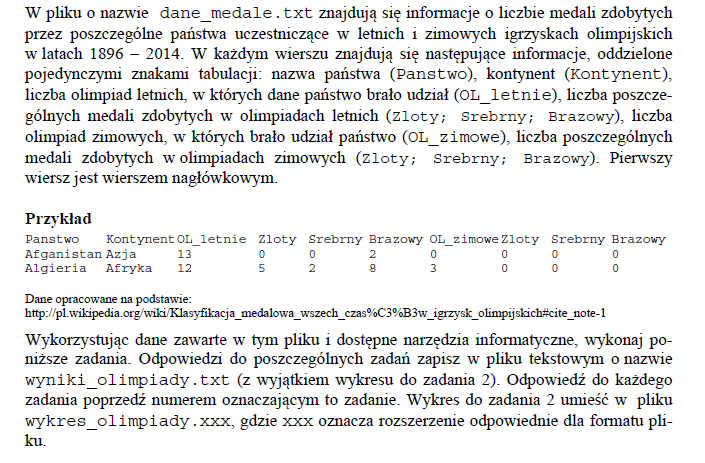 W pliku o nazwie dane_medale.txt znajdują się informacje o liczbie medali zdobytych
przez poszczególne państwa uczestniczące w letnich i zimowych igrzyskach olimpijskich
w latach 1896 – 2014. W każdym wierszu znajdują się następujące informacje, oddzielone
pojedynczymi znakami tabulacji: nazwa państwa (Panstwo), kontynent (Kontynent),
liczba olimpiad letnich, w których dane państwo brało udział (OL_letnie), liczba poszcze-
gólnych medali zdobytych w olimpiadach letnich (Zloty; Srebrny; Brazowy), liczba
olimpiad zimowych, w których brało udział państwo (OL_zimowe), liczba poszczególnych
medali zdobytych w olimpiadach zimowych (Zloty; Srebrny; Brazowy). Pierwszy
wiersz jest wierszem nagłówkowym.
Przykład
Panstwo Kontynent OL_letnie Zloty Srebrny Brazowy OL_zimowe Zloty Srebrny Brazowy
Afganistan Azja 13 0 0 2 0 0 0 0
Algieria Afryka 12 5 2 8 3 0 0 0
Dane opracowane na podstawie:
http://pl.wikipedia.org/wiki/Klasyfikacja_medalowa_wszech_czas%C3%B3w_igrzysk_olimpijskich#cite_note-1
Wykorzystując dane zawarte w tym pliku i dostępne narzędzia informatyczne, wykonaj po-
niższe zadania. Odpowiedzi do poszczególnych zadań zapisz w pliku tekstowym o nazwie
wyniki_olimpiady.txt (z wyjątkiem wykresu do zadania 2). Odpowiedź do każdego
zadania poprzedź numerem oznaczającym to zadanie. Wykres do zadania 2 umieść w pliku
wykres_olimpiady.xxx, gdzie xxx oznacza rozszerzenie odpowiednie dla formatu pli-
ku.